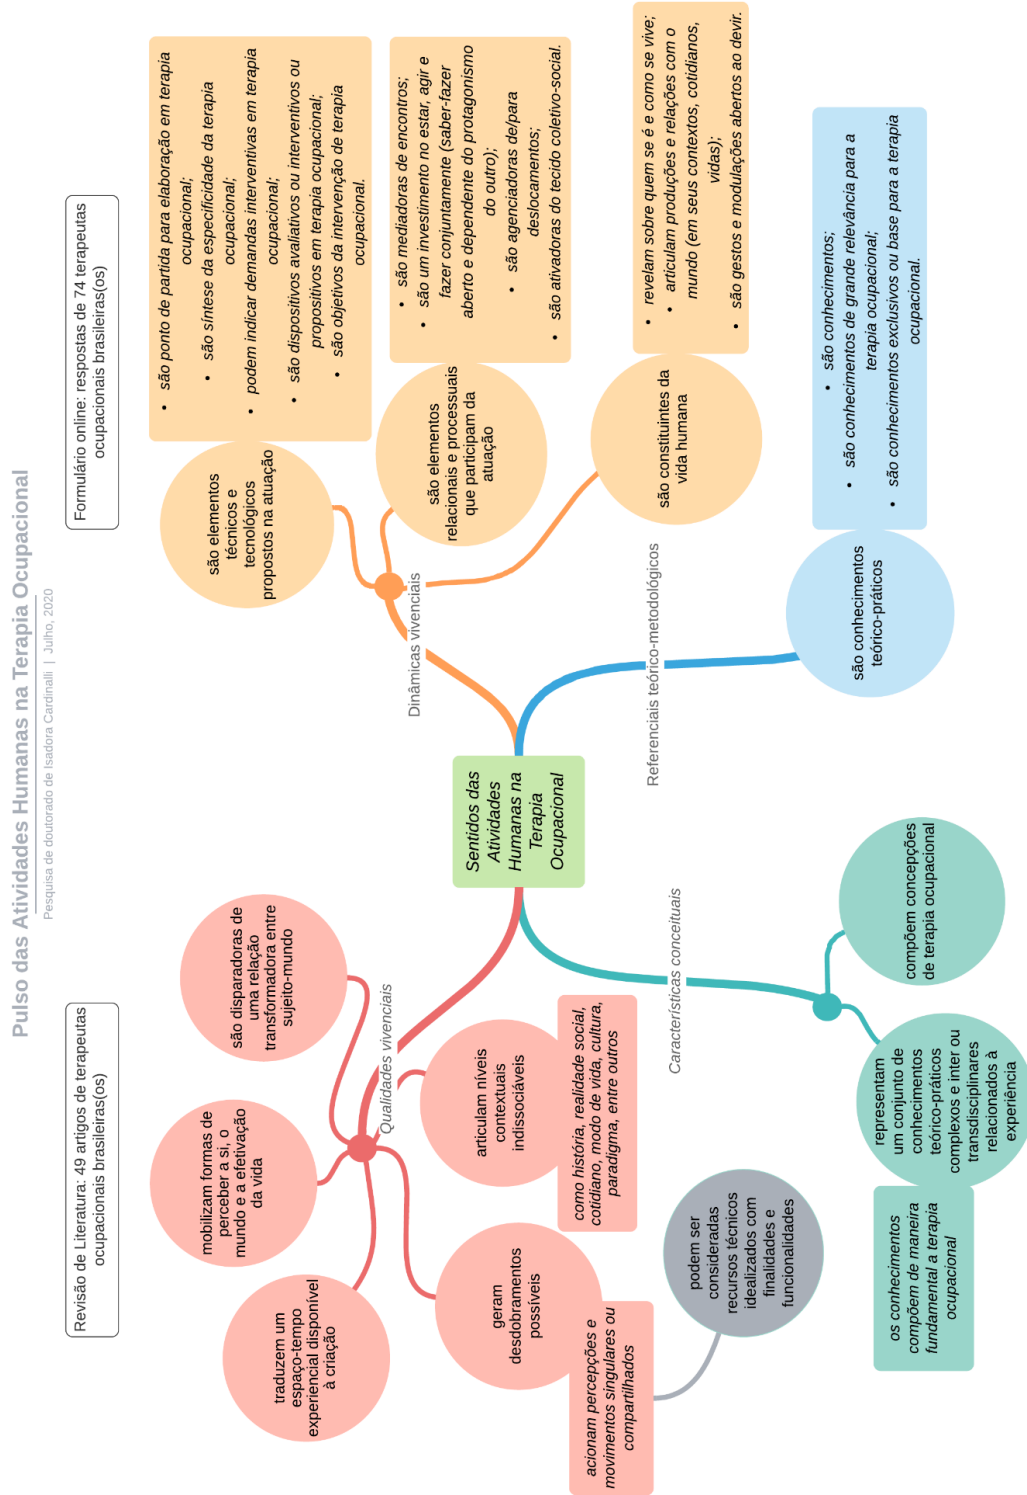 Pulso das Atividades Humanas na Terapia Ocupacional
Pesquisa de doutorado de Isadora Cardinalli | Julho, 2020
Revisão de Literatura: 49 artigos de terapeutas
ocupacionais brasileiras(os)
Formulário online: respostas de 74 terapeutas
ocupacionais brasileiras(os)
Sentidos das
Atividades
Humanas na
Terapia
Ocupacional
Qualidades vivenciais
traduzem um
espaço-tempo
experiencial disponível
à criação
mobilizam formas de
perceber a si, o
mundo e a efetivação
da vida
são disparadoras de
uma relação
transformadora entre
sujeito-mundo
geram
desdobramentos
possíveis
acionam percepções e
movimentos singulares ou
compartilhados
podem ser
consideradas
recursos técnicos
idealizados com
finalidades e
funcionalidades
articulam níveis
contextuais
indissociáveis
como história, realidade social,
cotidiano, modo de vida, cultura,
paradigma, entre outros
Características conceituais
representam
um conjunto de
conhecimentos
teórico-práticos
complexos e inter ou
transdisciplinares
relacionados à
experiência
os conhecimentos
compõem de maneira
fundamental a terapia
ocupacional
compõem concepções
de terapia ocupacional
Dinâmicas vivenciais
são elementos
técnicos e
tecnológicos
propostos na atuação
• são ponto de partida para elaboração em terapia
ocupacional;
• são síntese da especificidade da terapia
ocupacional;
• podem indicar demandas interventivas em terapia
ocupacional;
• são dispositivos avaliativos ou interventivos ou
propositivos em terapia ocupacional;
• são objetivos da intervenção de terapia
ocupacional.
são elementos
relacionais e processuais
que participam da
atuação
• são mediadoras de encontros;
• são um investimento no estar, agir e
fazer conjuntamente (saber-fazer
aberto e dependente do protagonismo
do outro);
• são agenciadoras de/para
deslocamentos;
• são ativadoras do tecido coletivo-social.
são constituintes da
vida humana
• revelam sobre quem se é e como se vive;
• articulam produções e relações com o
mundo (em seus contextos, cotidianos,
vidas);
• são gestos e modulações abertos ao devir.
Referenciais teórico-metodológicos
são conhecimentos
teórico-práticos
• são conhecimentos;
• são conhecimentos de grande relevância para a
terapia ocupacional;
• são conhecimentos exclusivos ou base para a terapia
ocupacional.